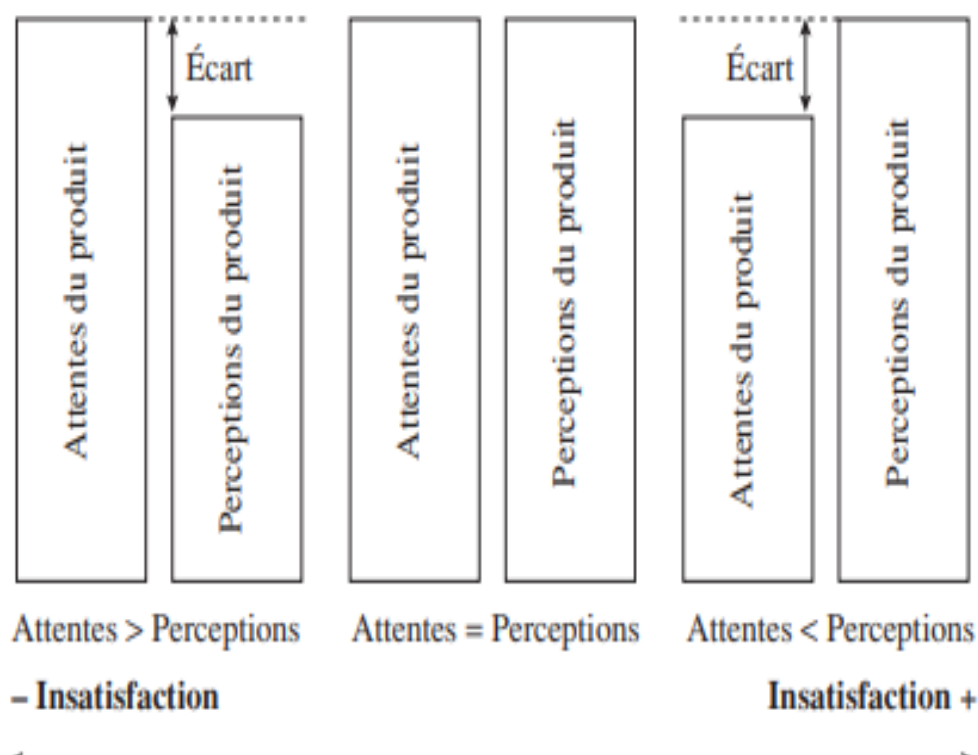 Écart
Écart
Attentes du produit
Perceptions du produit
Attentes du produit
Perceptions du produit
Attentes du produit
Perceptions du produit
Attentes > Perceptions
Attentes = Perceptions
Attentes < Perceptions
– Insatisfaction
Insatisfaction +